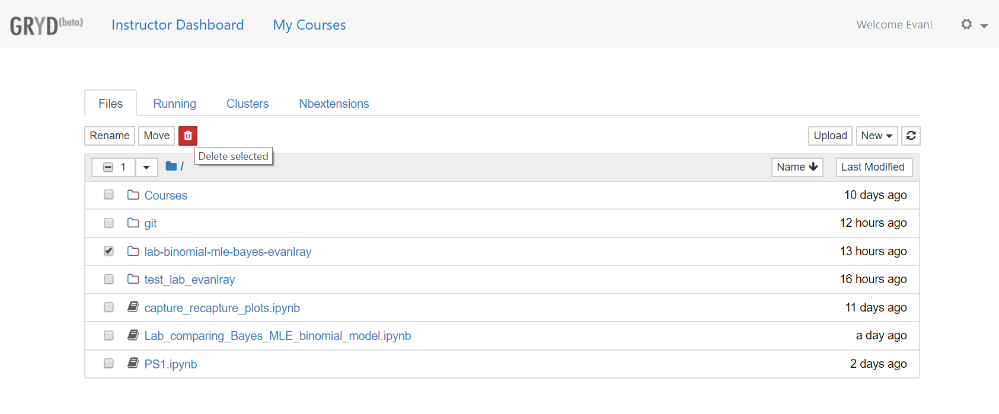 GRYD(beta) Instructor Dashboard My Courses Welcome Evan!
Files Running Clusters Nbextensions
Rename Move Upload New
Delete selected
1 / Name Last Modified
Courses 10 days ago
git 12 hours ago
lab-binomial-mle-bayes-evanlray 13 hours ago
test_lab_evanlray 16 hours ago
capture_recapture_plots.ipynb 11 days ago
Lab_comparing_Bayes_MLE_binomial_model.ipynb a day ago
PS1.ipynb 2 days ago